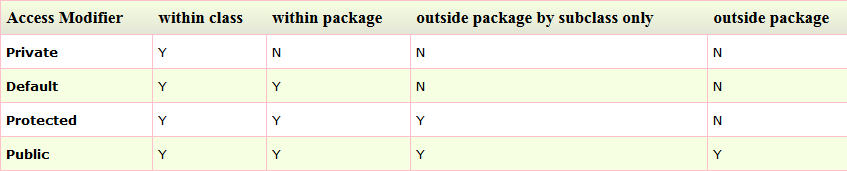 Access Modifier within class within package outside package by subclass only outside package
Private Y N N N
Default Y Y N N
Protected Y Y Y N
Public Y Y Y Y